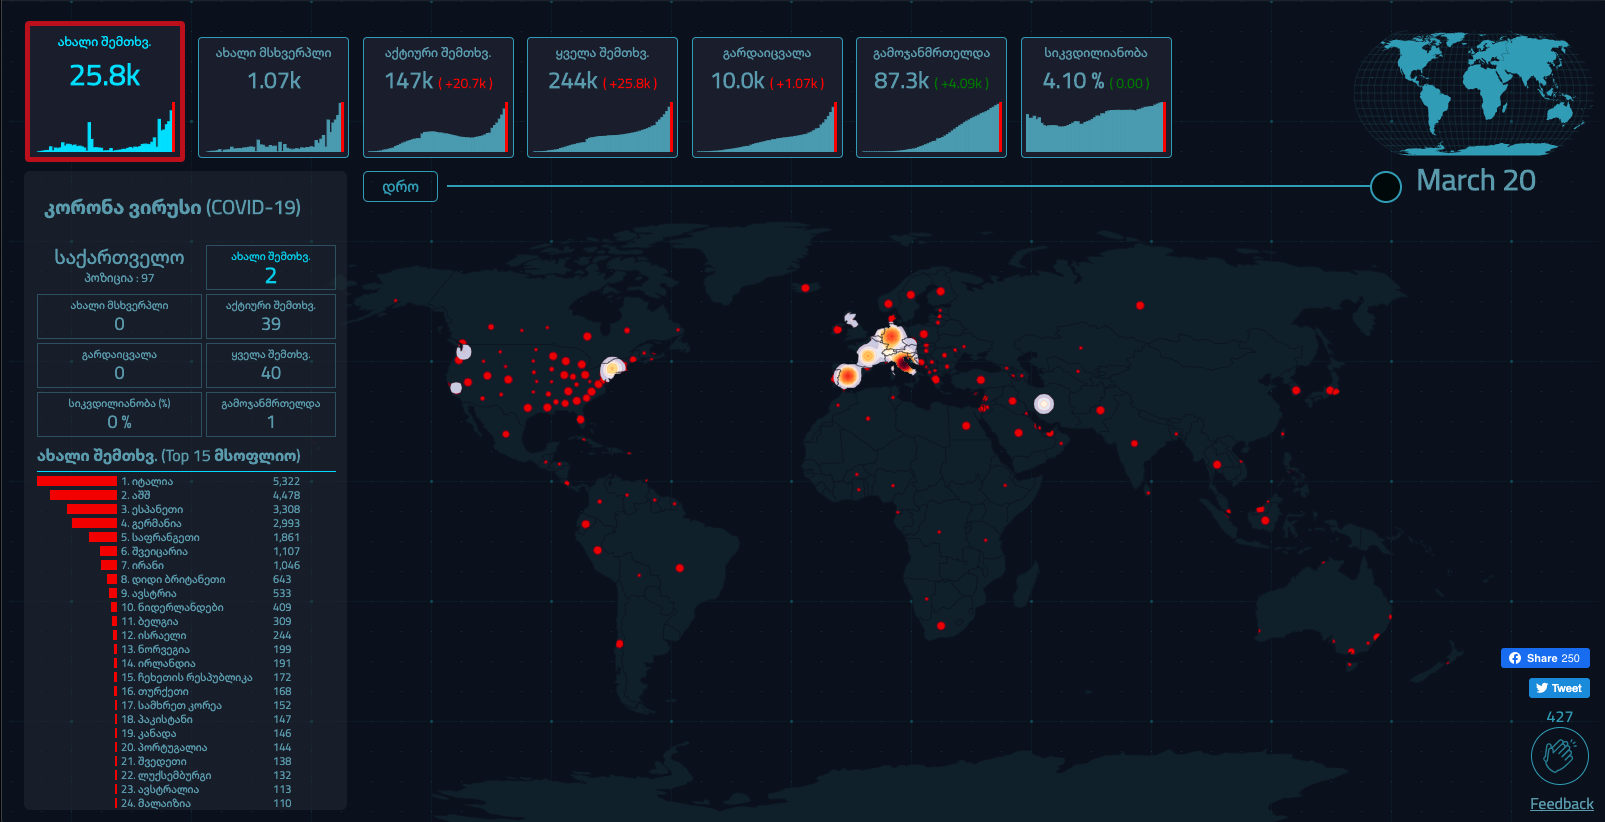 ახალი შემთხვ.
25.8k
ახალი მსხვერპლი
1.07k
აქტიური შემთხვ.
147k ( +20.7k )
ყველა შემთხვ.
244k ( +25.8k )
გარდაიცვალა
10.0k ( +1.07k )
გამოჯანმრთელდა
87.3k ( +4.09k )
სიკვდილიანობა
4.10 % ( 0.00 )
დრო
March 20
კორონა ვირუსი (COVID-19)
საქართველო
პოზიცია : 97
ახალი შემთხვ.
2
ახალი მსხვერპლი
0
აქტიური შემთხვ.
39
გარდაიცვალა
0
ყველა შემთხვ.
40
სიკვდილიანობა (%)
0 %
გამოჯანმრთელდა
1
ახალი შემთხვ. (Top 15 მსოფლიო)
1. იტალია 5,322
2. აშშ 4,478
3. ესპანეთი 3,308
4. გერმანია 2,993
5. საფრანგეთი 1,861
6. შვეიცარია 1,107
7. ირანი 1,046
8. დიდი ბრიტანეთი 643
9. ავსტრია 533
10. ნიდერლანდები 409
11. ბელგია 309
12. ისრაელი 244
13. ნორვეგია 199
14. ირლანდია 191
15. ჩეხეთის რესპუბლიკა 172
16. თურქეთი 168
17. სამხრეთ კორეა 152
18. პაკისტანი 147
19. კანადა 146
20. პორტუგალია 144
21. შვედეთი 138
22. ლუქსემბურგი 132
23. ავსტრალია 113
24. მალაიზია 110
Share 250
Tweet
427
Feedback